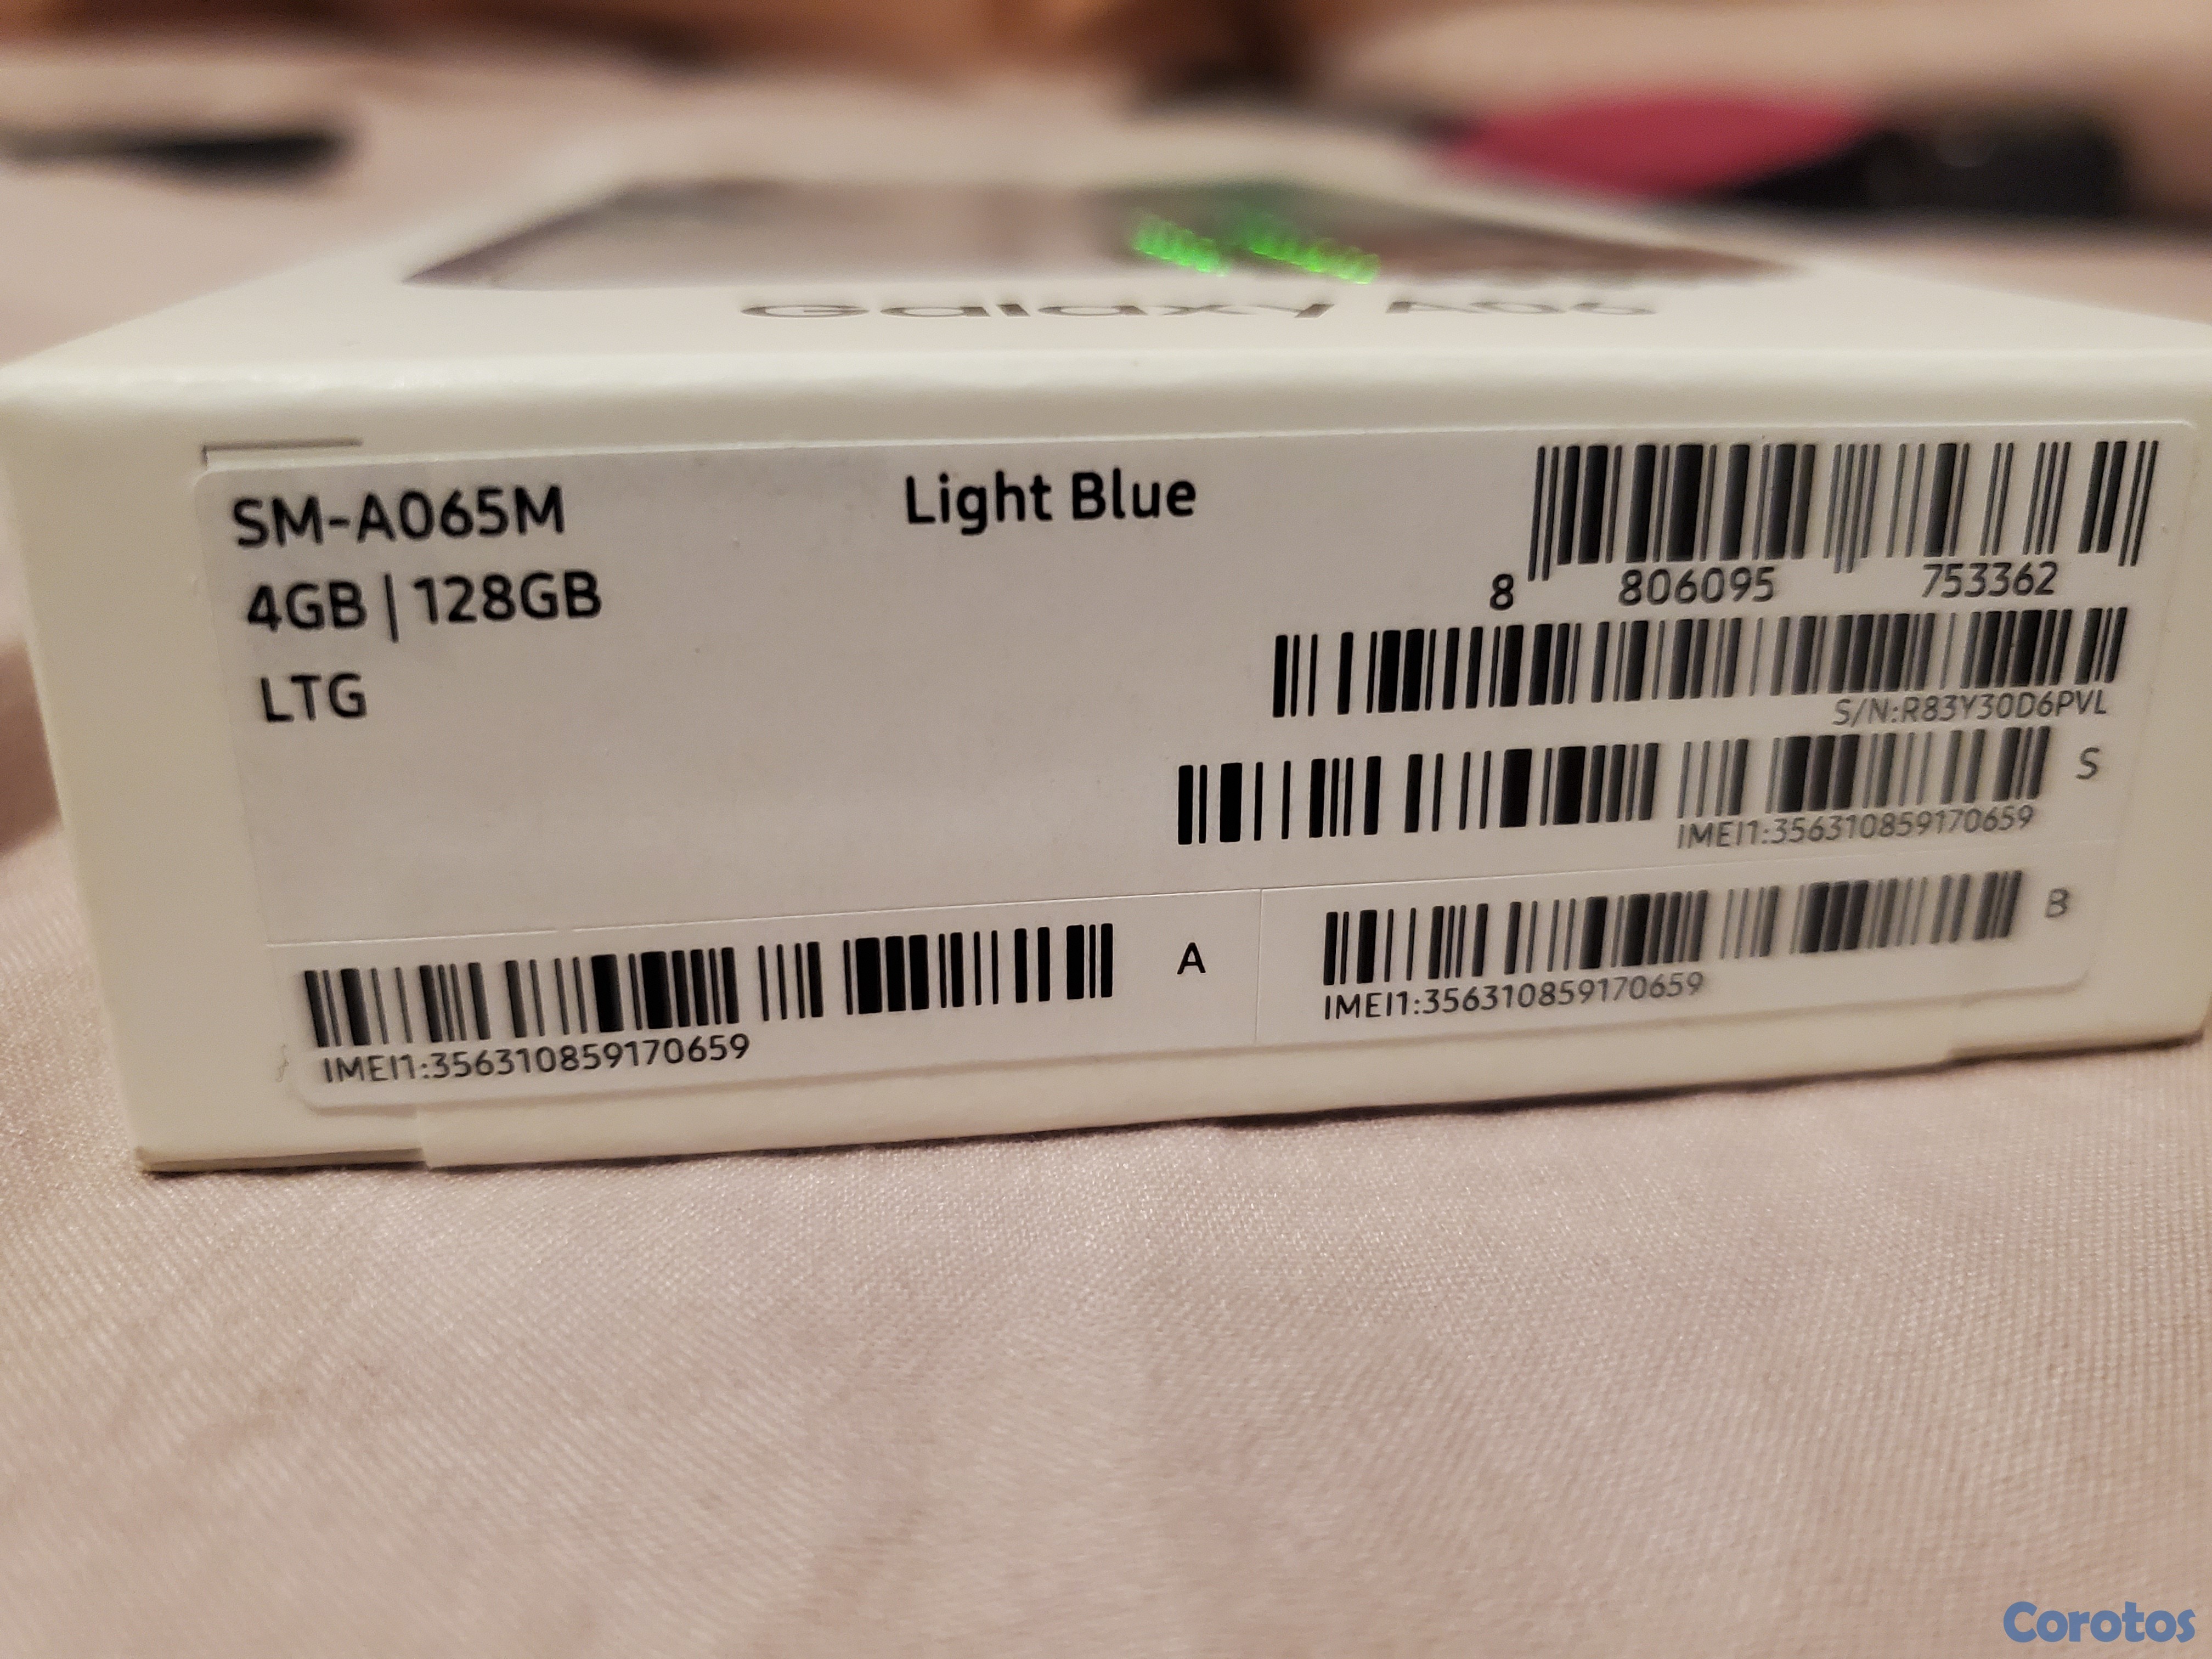 Galaxy A06
SM-A065M
4GB | 128GB
LTG
Light Blue
8 806095 753362
S/N:R83Y30D6PVL
S
IMEI1:356310859170659
A
IMEI1:356310859170659
B
IMEI1:356310859170659
Corotos